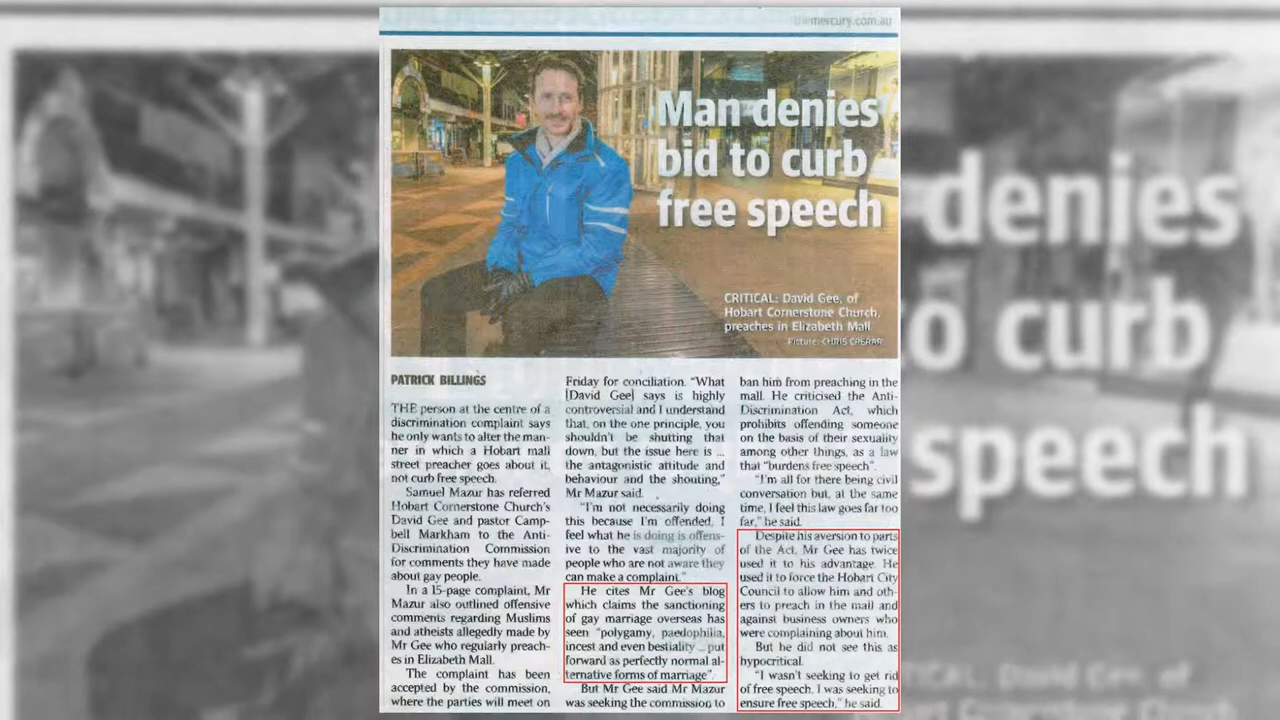 themercury.com.au
Man denies
bid to curb
free speech
CRITICAL: David Gee, of
Hobart Cornerstone Church,
preaches in Elizabeth Mall
Picture: CHRIS
PATRICK BILLINGS
THE person at the centre of a
discrimination complaint says
he only wants to alter the man-
ner in which a Hobart mall
street preacher goes about it,
not curb free speech.
Samuel Mazur has referred
Hobart Cornerstone Church's
David Gee and pastor Camp-
bell Markham to the Anti-
Discrimination Commission
for comments they have made
about gay people.
In a 15-page complaint, Mr
Mazur also outlined offensive
comments regarding Muslims
and atheists allegedly made by
Mr Gee who regularly preach-
es in Elizabeth Mall.
The complaint has been
accepted by the commission,
where the parties will meet on
Friday for conciliation. "What
[David Gee] says is highly
controversial and I understand
that, on the one principle, you
shouldn't be shutting that
down, but the issue here is ...
the antagonistic attitude and
behaviour and the shouting,"
Mr Mazur said.
"I'm not necessarily doing
this because I'm offended, I
feel what he is doing is offens-
ive to the vast majority of
people who are not aware they
can make a complaint."
He cites Mr Gee's blog
which claims the sanctioning
of gay marriage overseas has
seen "polygamy, paedophilia,
incest and even bestiality ... put
forward as perfectly normal al-
ternative forms of marriage".
But Mr Gee said Mr Mazur
was seeking the commission to
ban him from preaching in the
mall. He criticised the Anti-
Discrimination Act, which
prohibits offending someone
on the basis of their sexuality
among other things, as a law
that "burdens free speech".
"I'm all for there being civil
conversation but, at the same
time, I feel this law goes far too
far," he said.
Despite his aversion to parts
of the Act, Mr Gee has twice
used it to his advantage. He
used it to force the Hobart City
Council to allow him and oth-
ers to preach in the mall and
against business owners who
were complaining about him.
But he did not see this as
hypocritical.
"I wasn't seeking to get rid
of free speech, I was seeking to
ensure free speech," he said.
denies
o curb
speech